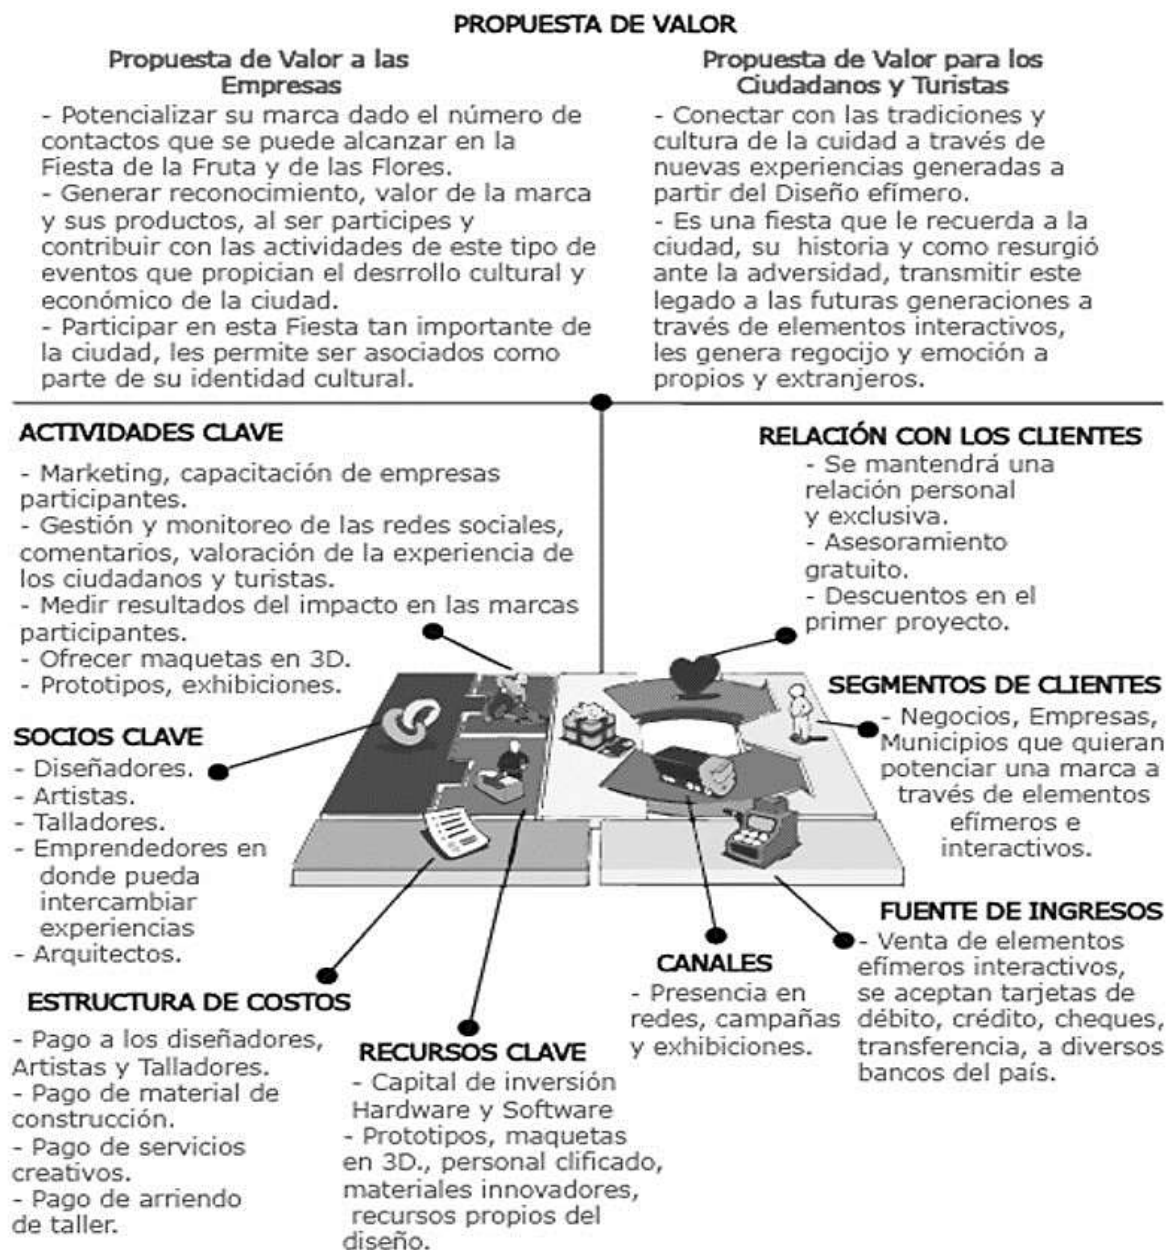 PROPUESTA DE VALOR
Propuesta de Valor a las
Empresas
- Potencializar su marca dado el número de
contactos que se puede alcanzar en la
Fiesta de la Fruta y de las Flores.
- Generar reconocimiento, valor de la marca
y sus productos, al ser participes y
contribuir con las actividades de este tipo de
eventos que propician el desrrollo cultural y
económico de la ciudad.
- Participar en esta Fiesta tan importante de
la ciudad, les permite ser asociados como
parte de su identidad cultural.
Propuesta de Valor para los
Ciudadanos y Turistas
- Conectar con las tradiciones y
cultura de la cuidad a través de
nuevas experiencias generadas a
partir del Diseño efímero.
- Es una fiesta que le recuerda a la
ciudad, su historia y como resurgió
ante la adversidad, transmitir este
legado a las futuras generaciones a
través de elementos interactivos,
les genera regocijo y emoción a
propios y extranjeros.
ACTIVIDADES CLAVE
- Marketing, capacitación de empresas
participantes.
- Gestión y monitoreo de las redes sociales,
comentarios, valoración de la experiencia de
los ciudadanos y turistas.
- Medir resultados del impacto en las marcas
participantes.
- Ofrecer maquetas en 3D.
- Prototipos, exhibiciones.
RELACIÓN CON LOS CLIENTES
- Se mantendrá una
relación personal
y exclusiva.
- Asesoramiento
gratuito.
- Descuentos en el
primer proyecto.
SOCIOS CLAVE
- Diseñadores.
- Artistas.
- Talladores.
- Emprendedores en
donde pueda
intercambiar
experiencias
- Arquitectos.
SEGMENTOS DE CLIENTES
- Negocios, Empresas,
Municipios que quieran
potenciar una marca a
través de elementos
efímeros e
interactivos.
ESTRUCTURA DE COSTOS
- Pago a los diseñadores,
Artistas y Talladores.
- Pago de material de
construcción.
- Pago de servicios
creativos.
- Pago de arriendo
de taller.
RECURSOS CLAVE
- Capital de inversión
Hardware y Software
- Prototipos, maquetas
en 3D., personal clificado,
materiales innovadores,
recursos propios del
diseño.
CANALES
- Presencia en
redes, campañas
y exhibiciones.
FUENTE DE INGRESOS
- Venta de elementos
efímeros interactivos,
se aceptan tarjetas de
débito, crédito, cheques,
transferencia, a diversos
bancos del país.